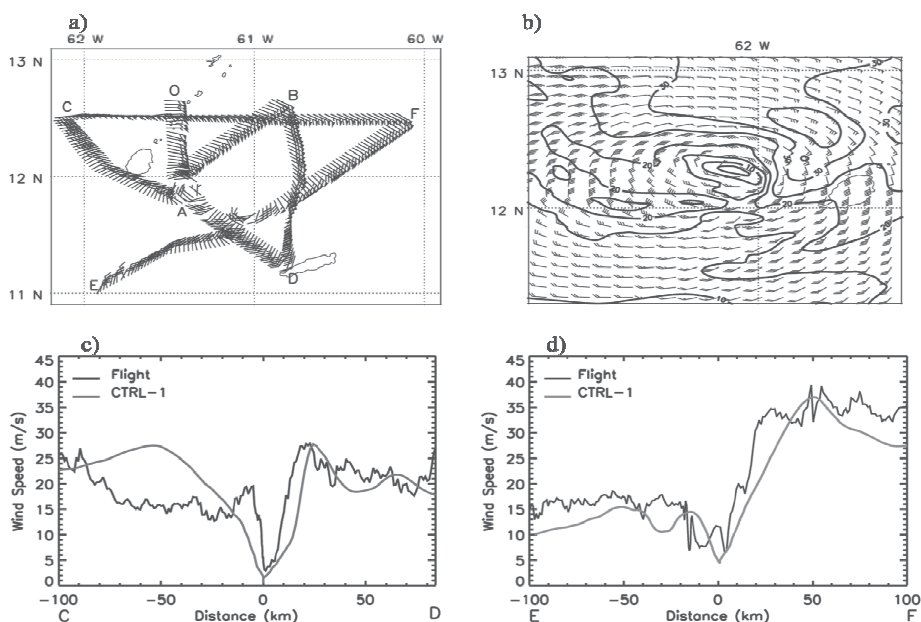 a)
62 W 61 W 60 W
13 N
12 N
11 N
C
O
B
F
A
E
D
b)
62 W
13 N
12 N
20
20
20
10
c)
Flight
CTRL-1
Wind Speed (m/s)
45
40
35
30
25
20
15
10
5
0
-100 -50 0 50
C Distance (km) D
d)
Flight
CTRL-1
Wind Speed (m/s)
45
40
35
30
25
20
15
10
5
0
-100 -50 0 50 100
E Distance (km) F